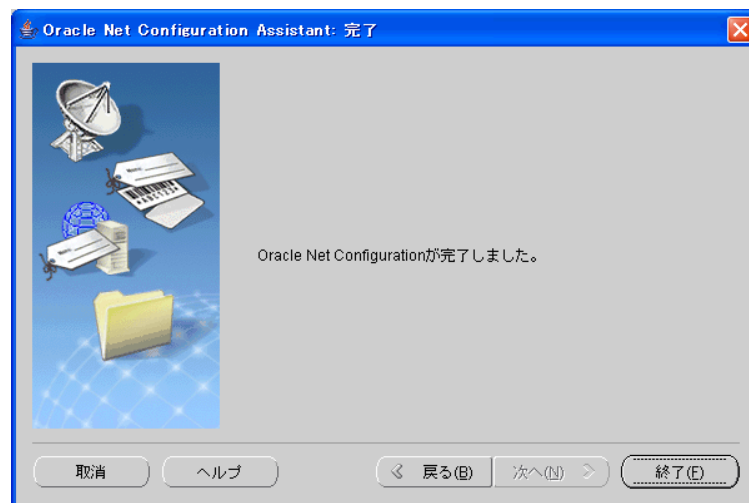 Oracle Net Configuration Assistant: 完了
Oracle Net Configurationが完了しました。
取消
ヘルプ
戻る(B)
次へ(N)
終了(F)